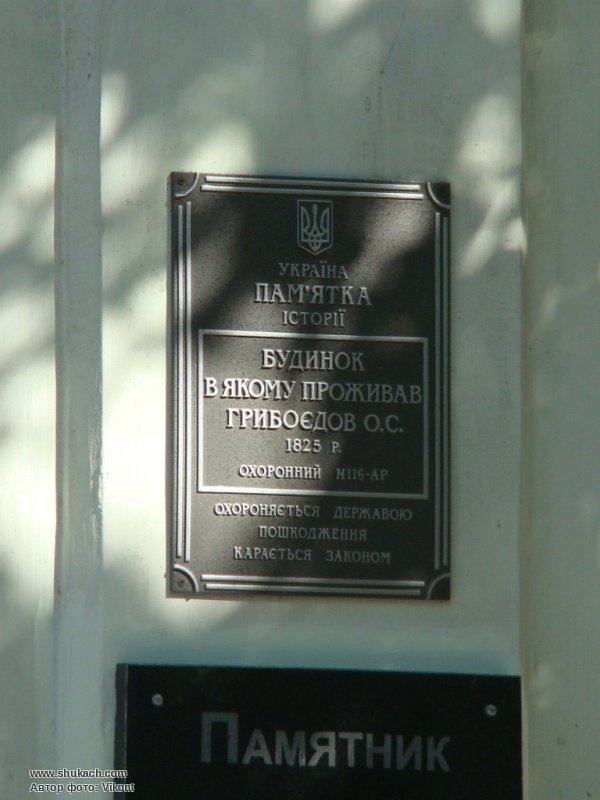 УКРАЇНА
ПАМ'ЯТКА
ІСТОРІЇ
БУДИНОК
В ЯКОМУ ПРОЖИВАВ
ГРИБОЄДОВ О.С.
1825 Р.
ОХОРОННИЙ N116-АР
ОХОРОНЯЄТЬСЯ ДЕРЖАВОЮ
ПОШКОДЖЕННЯ
КАРАЄТЬСЯ ЗАКОНОМ
ПАМЯТНИК
www.shukach.com
Автор фото: Vikont